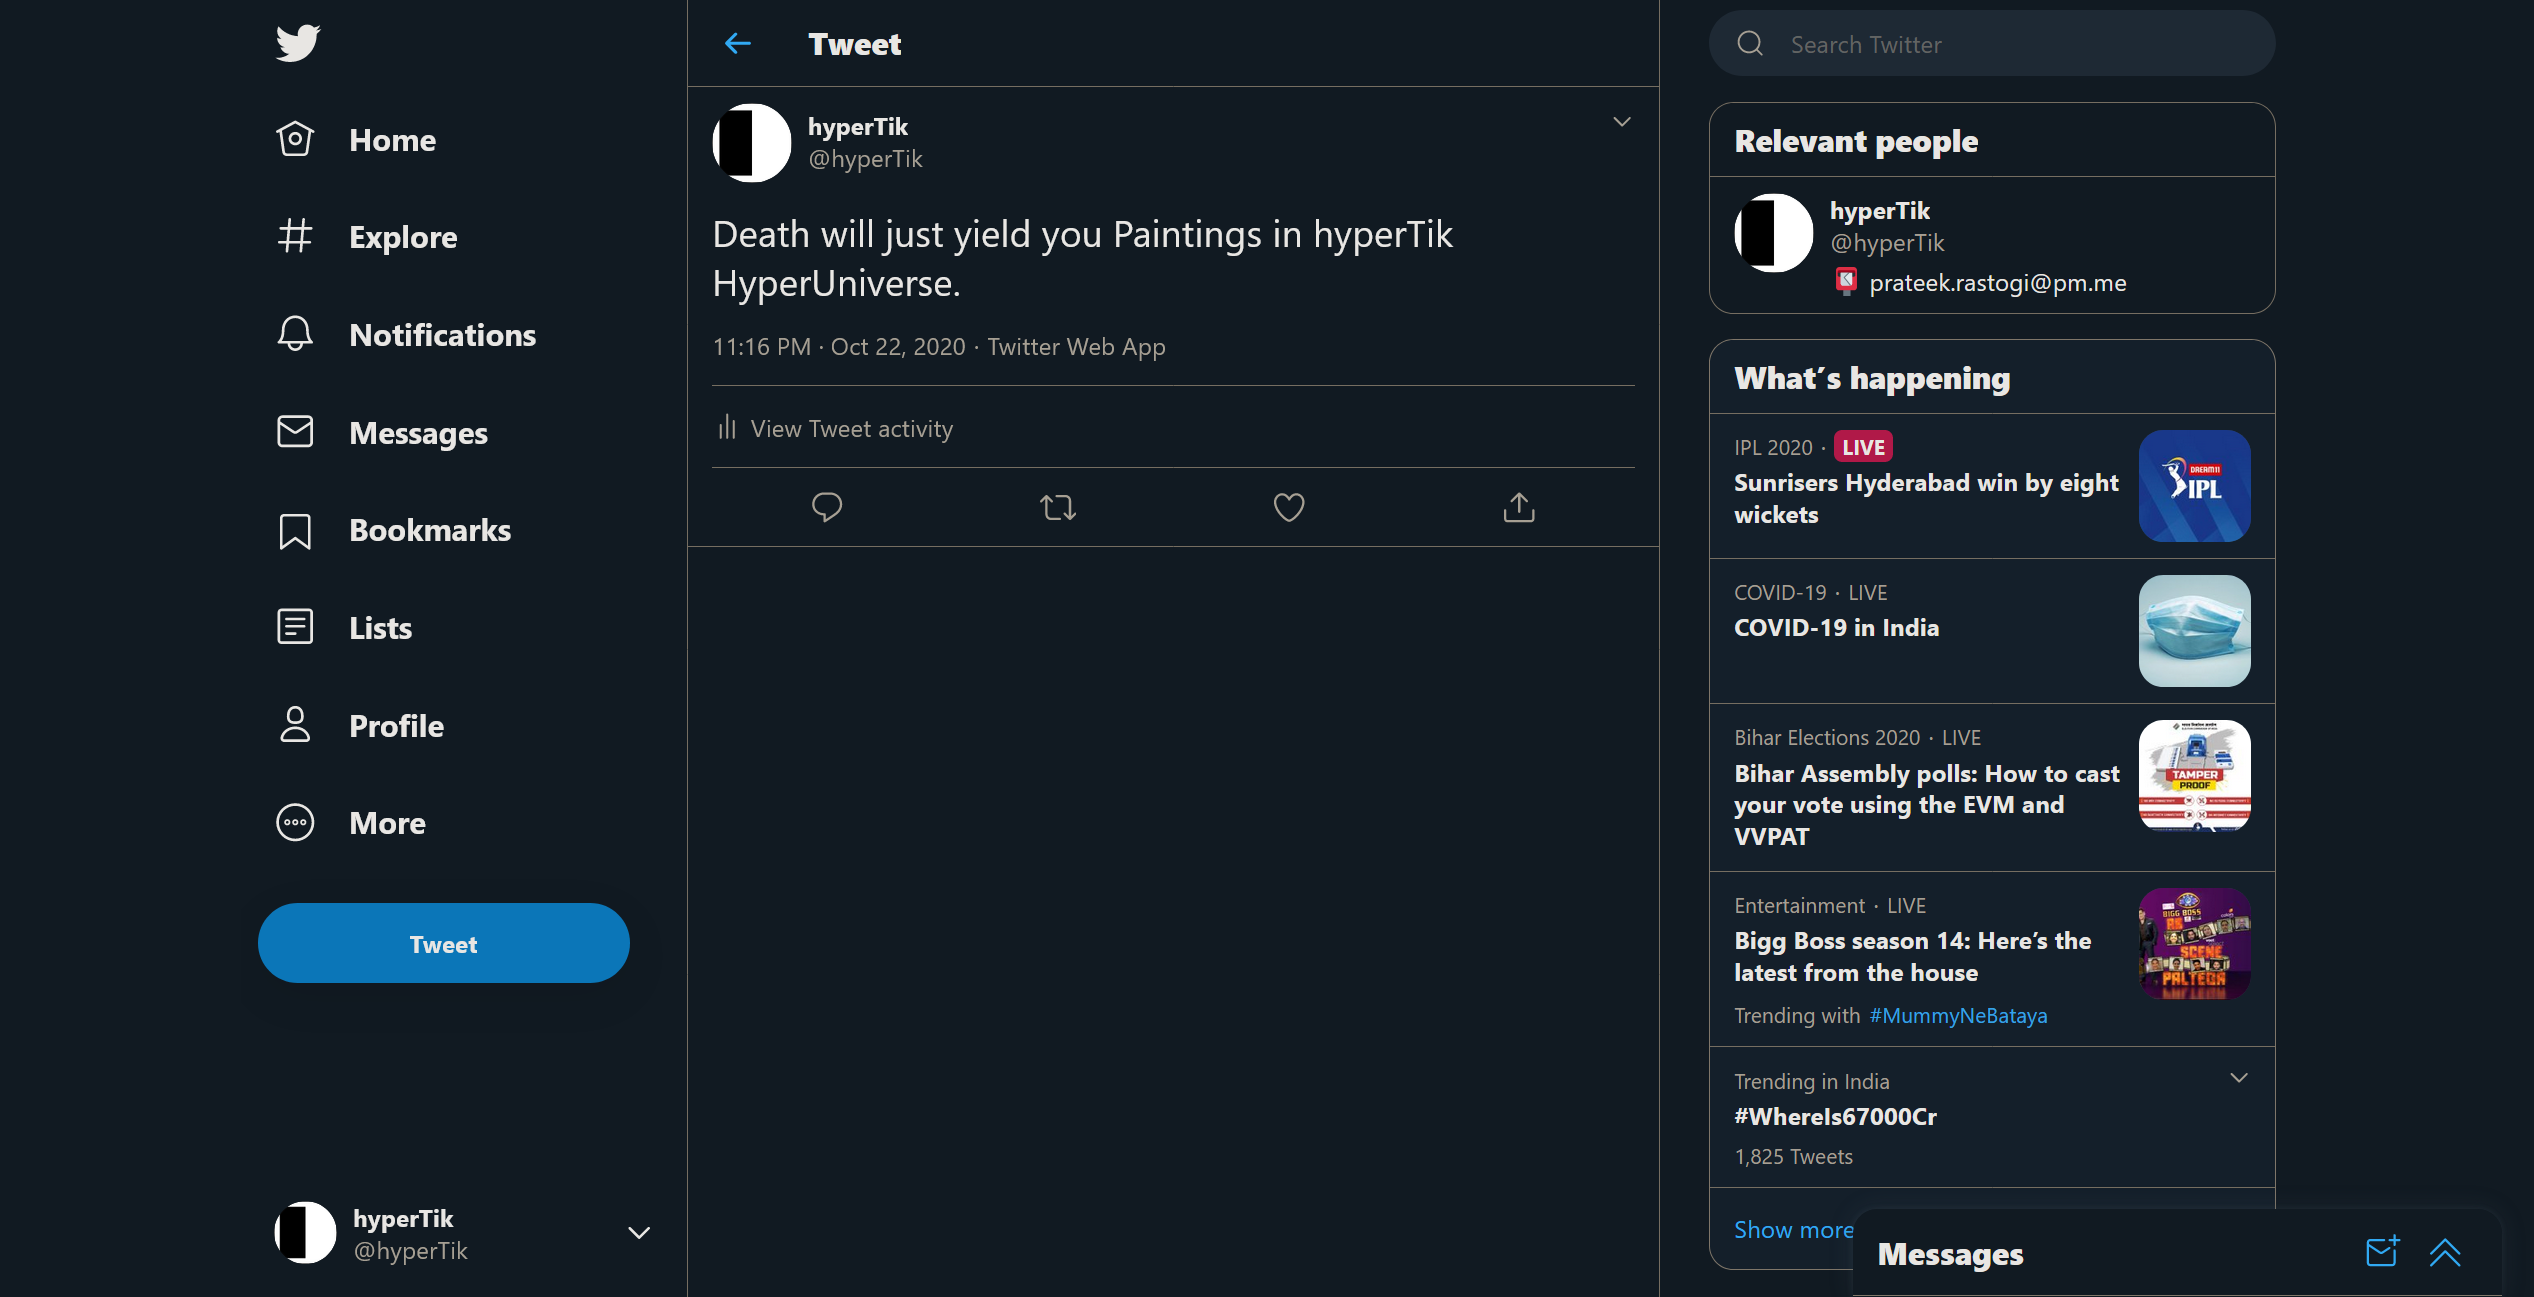 Home
Explore
Notifications
Messages
Bookmarks
Lists
Profile
More
Tweet
hyperTik
@hyperTik
Tweet
hyperTik
@hyperTik
Death will just yield you Paintings in hyperTik
HyperUniverse.
11:16 PM · Oct 22, 2020 · Twitter Web App
View Tweet activity
Search Twitter
Relevant people
hyperTik
@hyperTik
prateek.rastogi@pm.me
What´s happening
IPL 2020 · LIVE
Sunrisers Hyderabad win by eight
wickets
DREAM11
IPL
COVID-19 · LIVE
COVID-19 in India
Bihar Elections 2020 · LIVE
Bihar Assembly polls: How to cast
your vote using the EVM and
VVPAT
TAMPER
PROOF
Entertainment · LIVE
Bigg Boss season 14: Here’s the
latest from the house
BIGG BOSS
SCENE
PALTEGA
Trending with #MummyNeBataya
Trending in India
#WhereIs67000Cr
1,825 Tweets
Show more
Messages